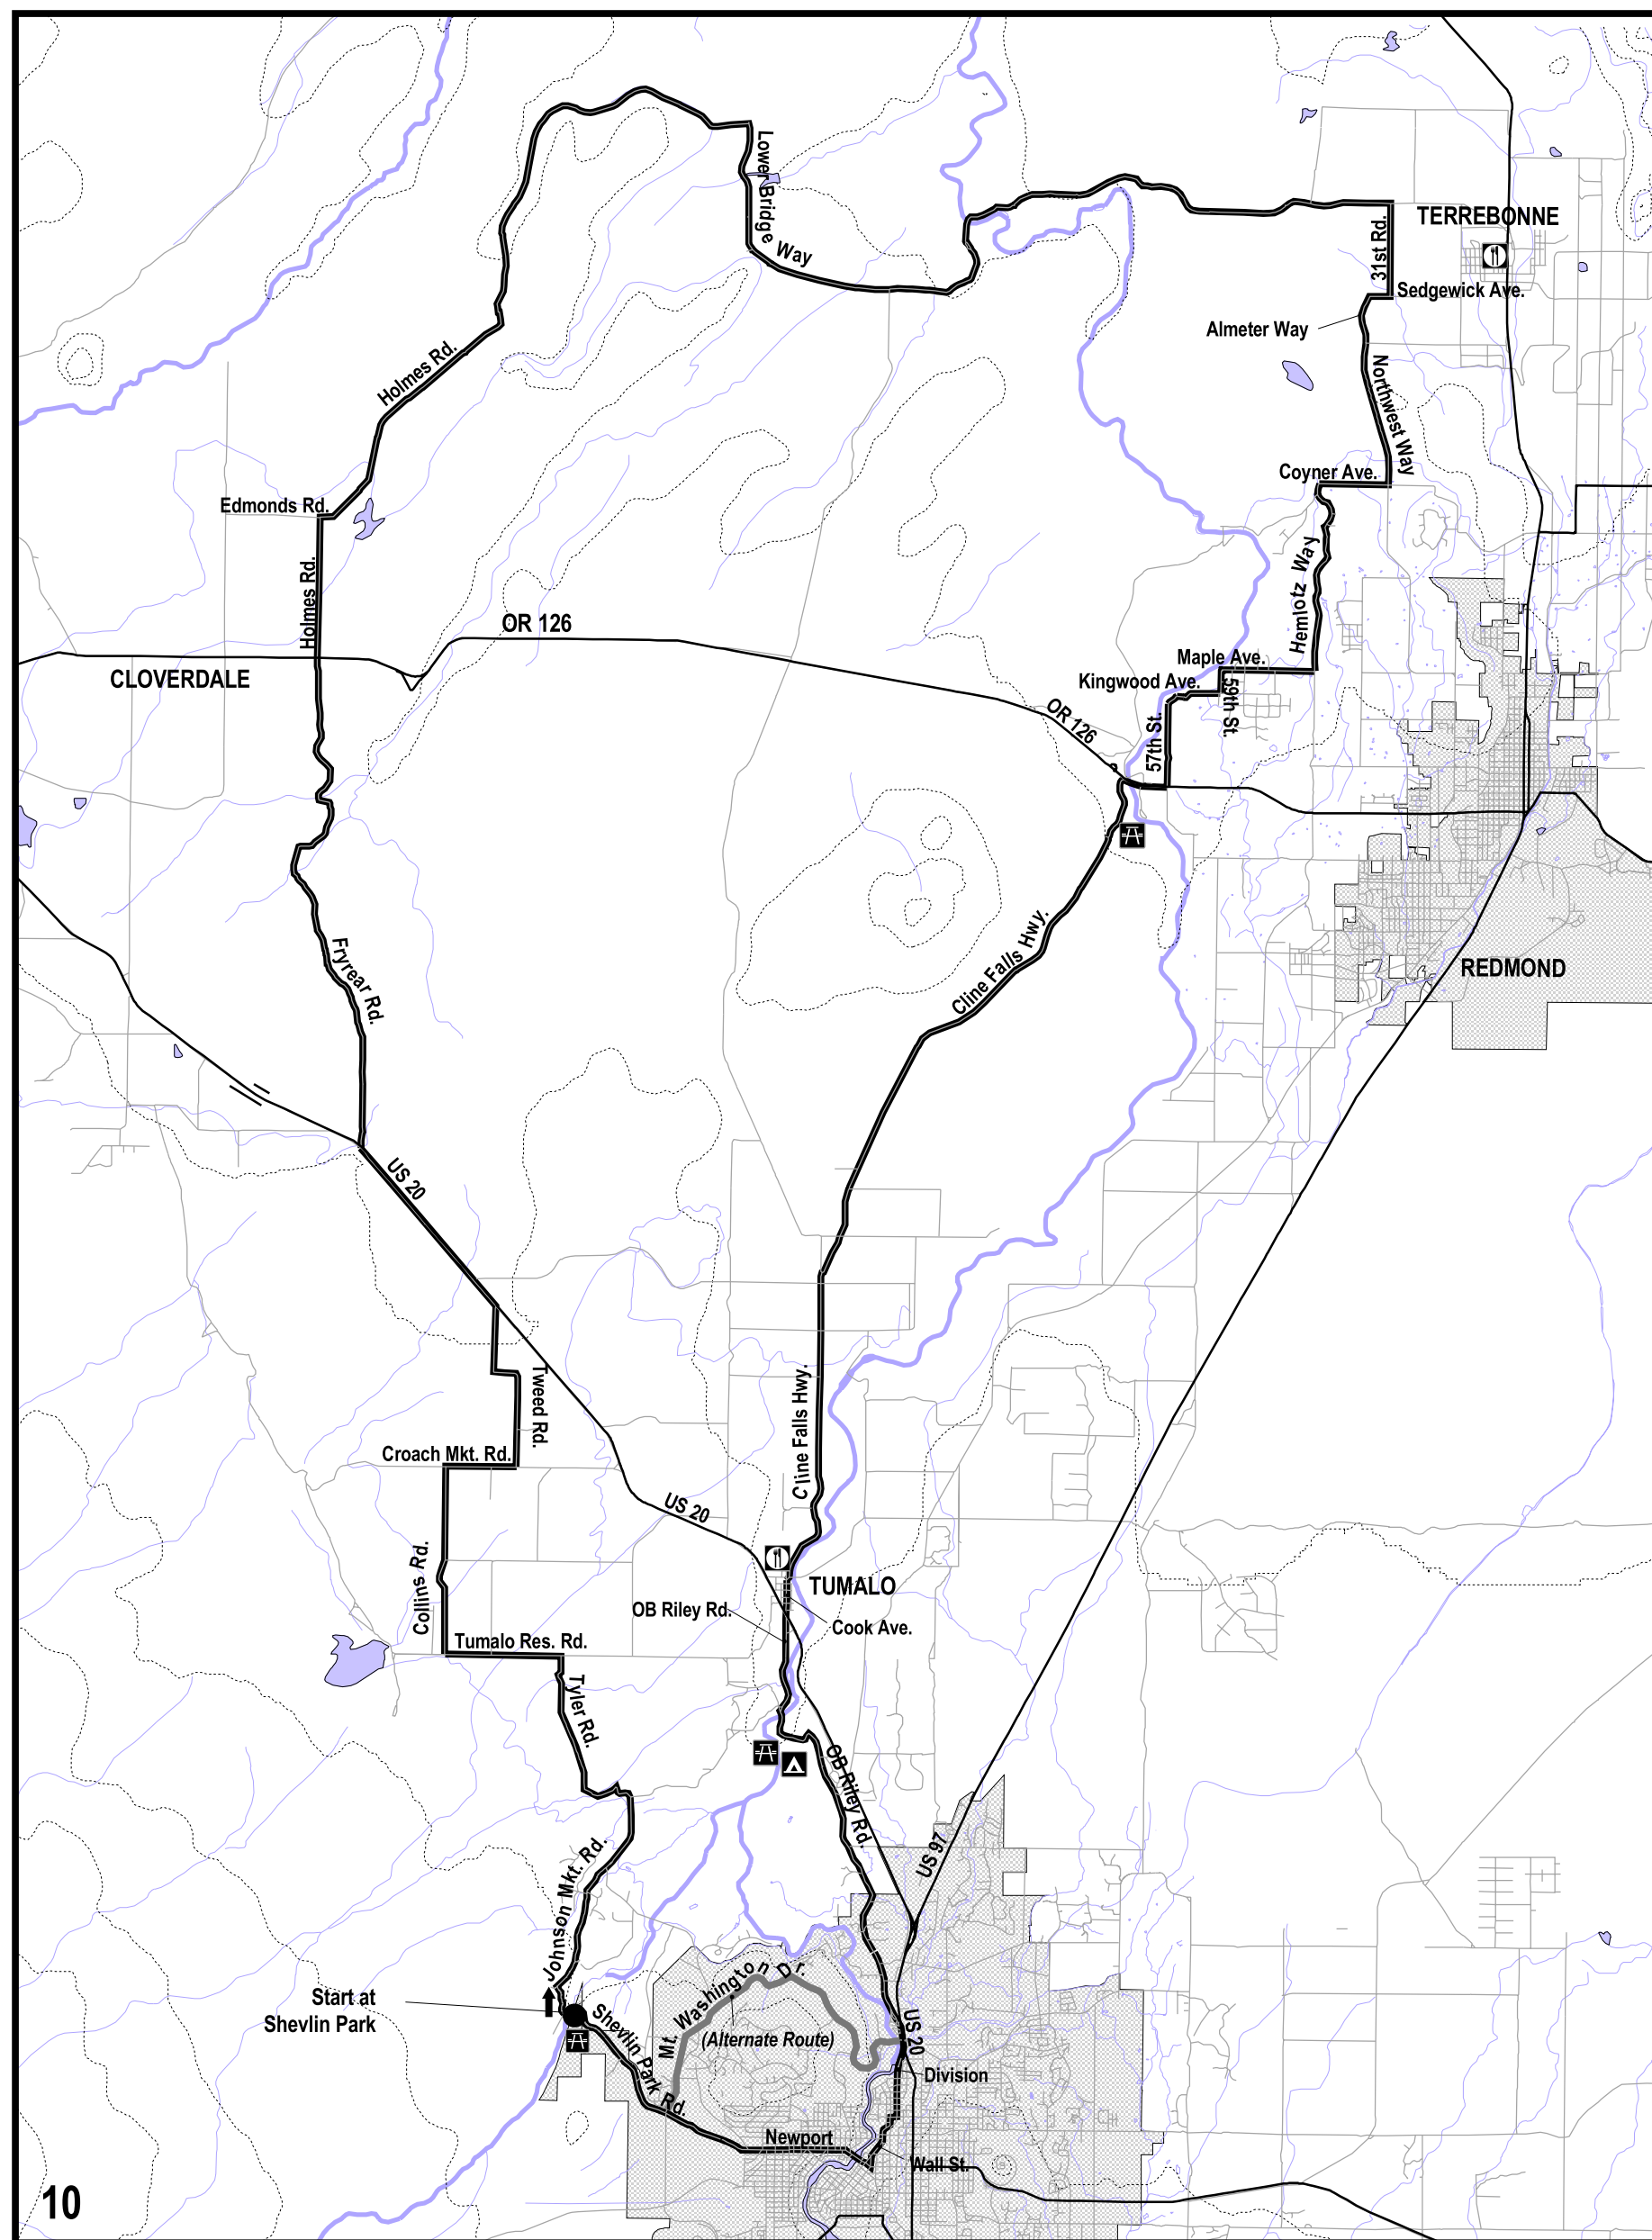 Lower Bridge Way
TERREBONNE
31st Rd.
Sedgewick Ave.
Almeter Way
Holmes Rd.
Northwest Way
Coyner Ave.
Edmonds Rd.
Hemlotz Way
Holmes Rd.
OR 126
Maple Ave.
CLOVERDALE
Kingwood Ave.
59th St.
OR 126
57th St.
Cline Falls Hwy.
REDMOND
Fryrear Rd.
US 20
Tweed Rd.
Cline Falls Hwy.
Croach Mkt. Rd.
US 20
Collins Rd.
TUMALO
OB Riley Rd.
Cook Ave.
Tumalo Res. Rd.
Tyler Rd.
OB Riley Rd.
US 97
Johnson Mkt. Rd.
Mt. Washington Dr.
Start at
Shevlin Park
Shevlin Park Rd.
(Alternate Route)
US 20
Division
Newport
Wall St.
10